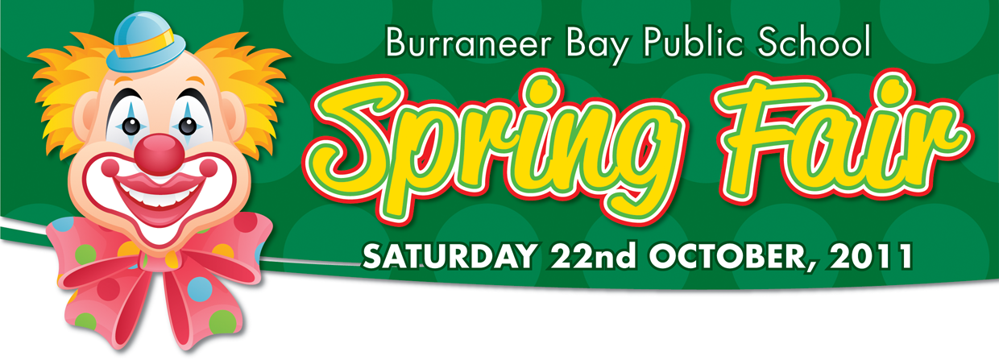 Burraneer Bay Public School
Spring Fair
SATURDAY 22nd OCTOBER, 2011